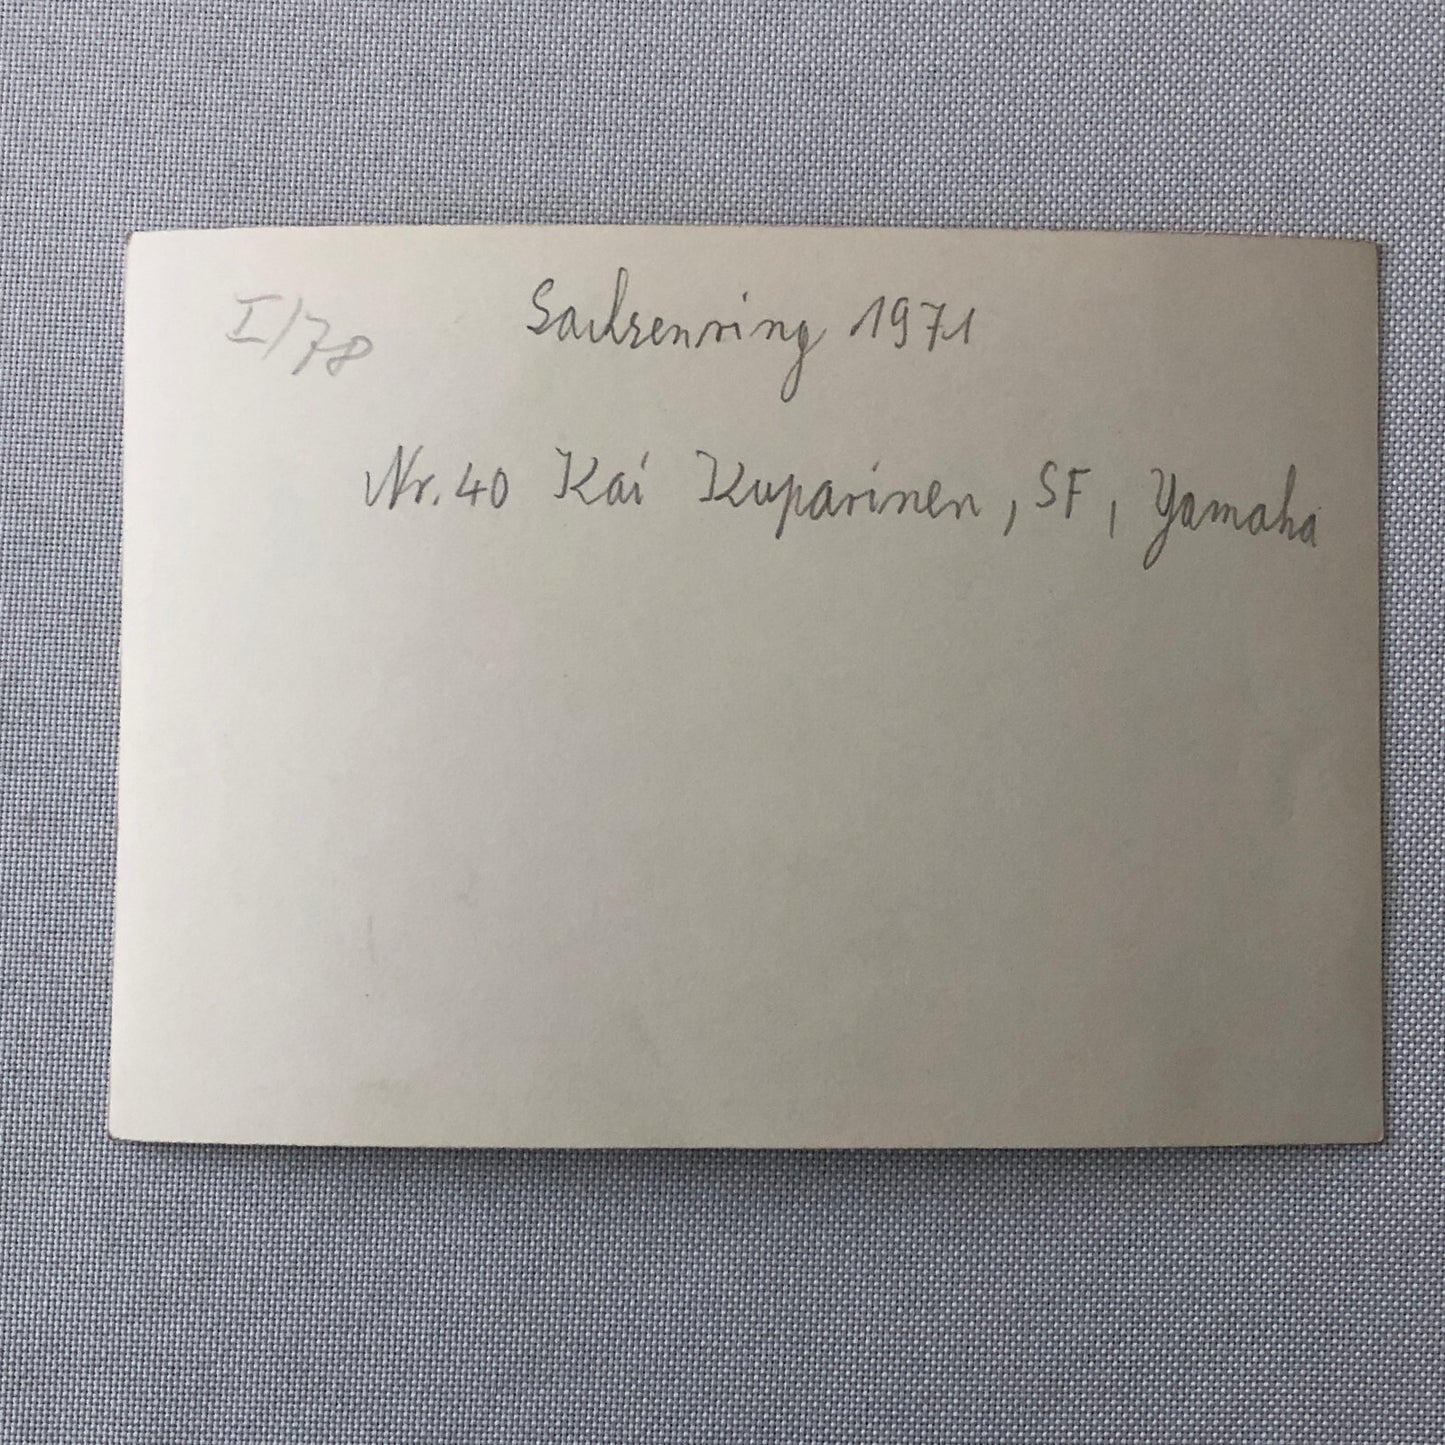 I/78
Sachsenring 1971
Nr. 40 Kai Kuparinen, SF, Yamaha